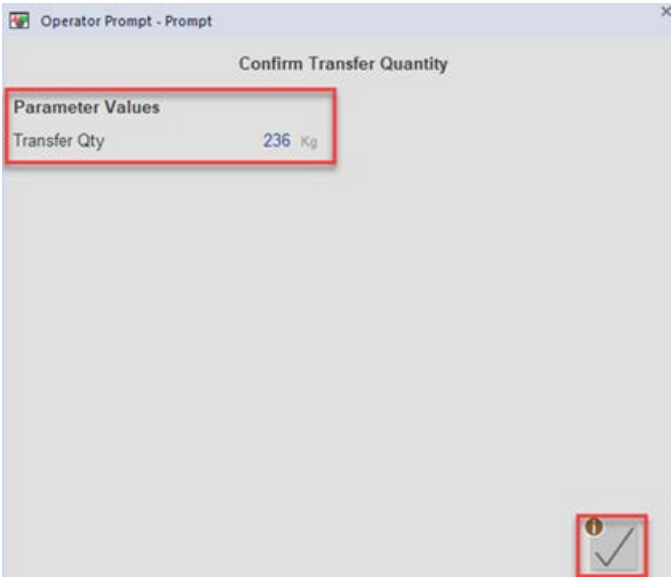 Operator Prompt - Prompt
Confirm Transfer Quantity
Parameter Values
Transfer Qty 236 Kg